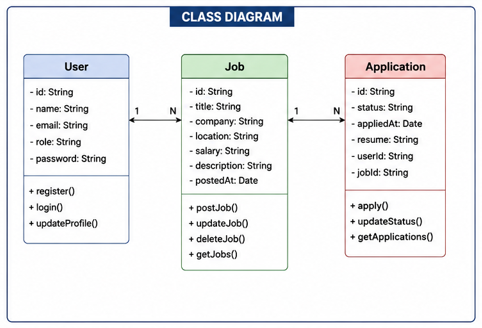 CLASS DIAGRAM
User
- id: String
- name: String
- email: String
- role: String
- password: String
+ register()
+ login()
+ updateProfile()
1
N
Job
- id: String
- title: String
- company: String
- location: String
- salary: String
- description: String
- postedAt: Date
+ postJob()
+ updateJob()
+ deleteJob()
+ getJobs()
1
N
Application
- id: String
- status: String
- appliedAt: Date
- resume: String
- userId: String
- jobId: String
+ apply()
+ updateStatus()
+ getApplications()